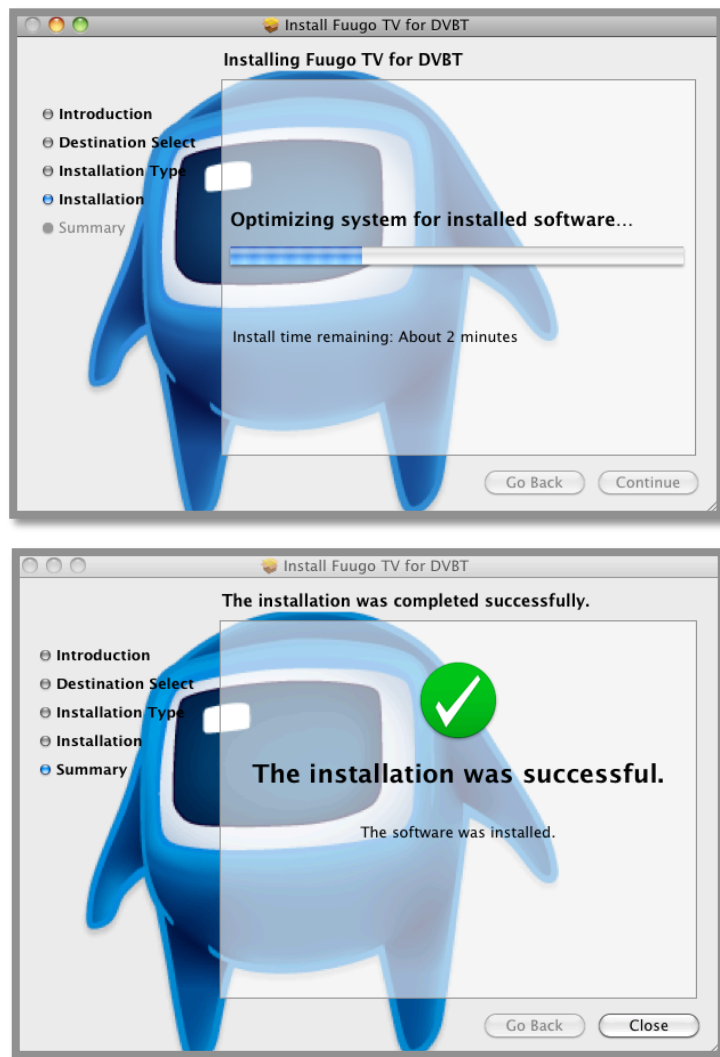 Install Fuugo TV for DVBT
Installing Fuugo TV for DVBT
Introduction
Destination Select
Installation Type
Installation
Summary
Optimizing system for installed software...
Install time remaining: About 2 minutes
Go Back
Continue
Install Fuugo TV for DVBT
The installation was completed successfully.
Introduction
Destination Select
Installation Type
Installation
Summary
The installation was successful.
The software was installed.
Go Back
Close